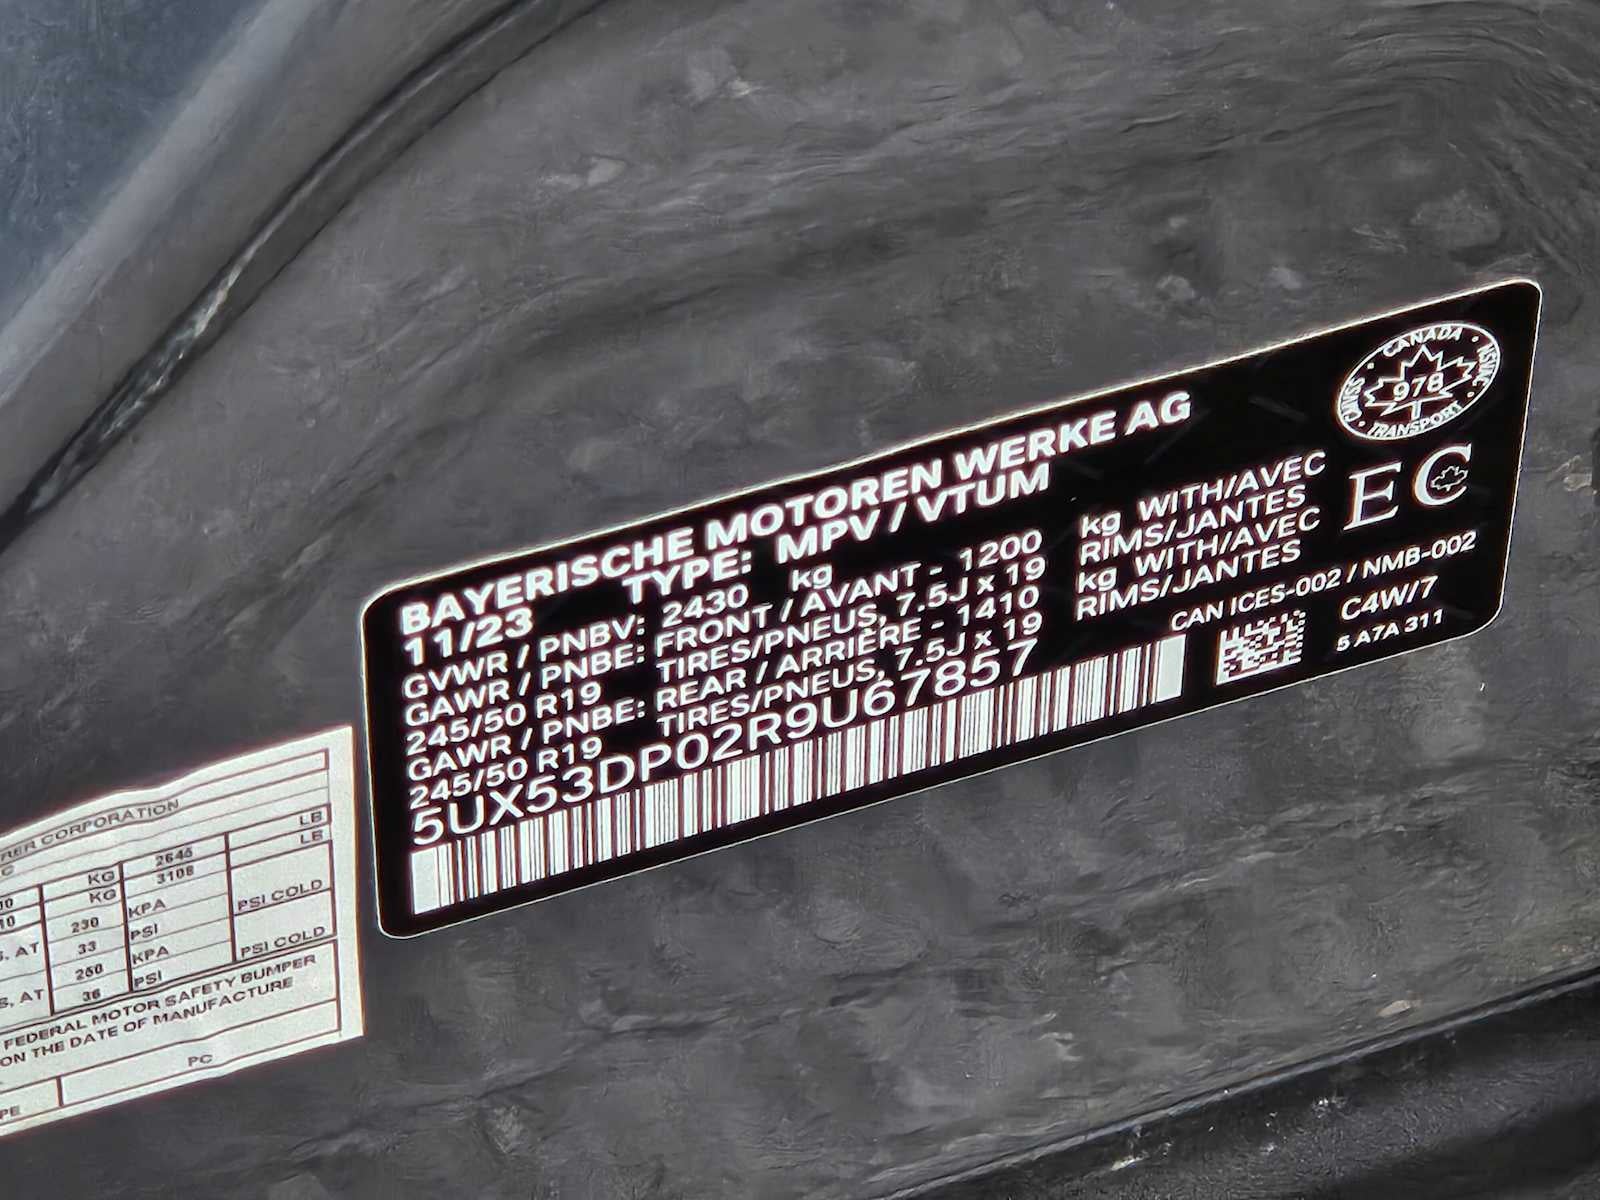 BAYERISCHE MOTOREN WERKE AG
11/23 TYPE: MPV / VTUM
GVWR / PNBV: 2430 kg
GAWR / PNBE: FRONT / AVANT - 1200 kg WITH/AVEC
245/50 R19 TIRES/PNEUS, 7.5J x 19 RIMS/JANTES
GAWR / PNBE: REAR / ARRIÈRE - 1410 kg WITH/AVEC
245/50 R19 TIRES/PNEUS, 7.5J x 19 RIMS/JANTES
5UX53DP02R9U67857
CANADA
978
TRANSPORT
EC
CAN ICES-002 / NMB-002
C4W/7
5 A7A 311
CORPORATION
KG 2645 LB
KG 3108 LB
230 KPA
AT 33 PSI PSI COLD
250 KPA
AT 36 PSI PSI COLD
FEDERAL MOTOR SAFETY BUMPER
ON THE DATE OF MANUFACTURE
PC